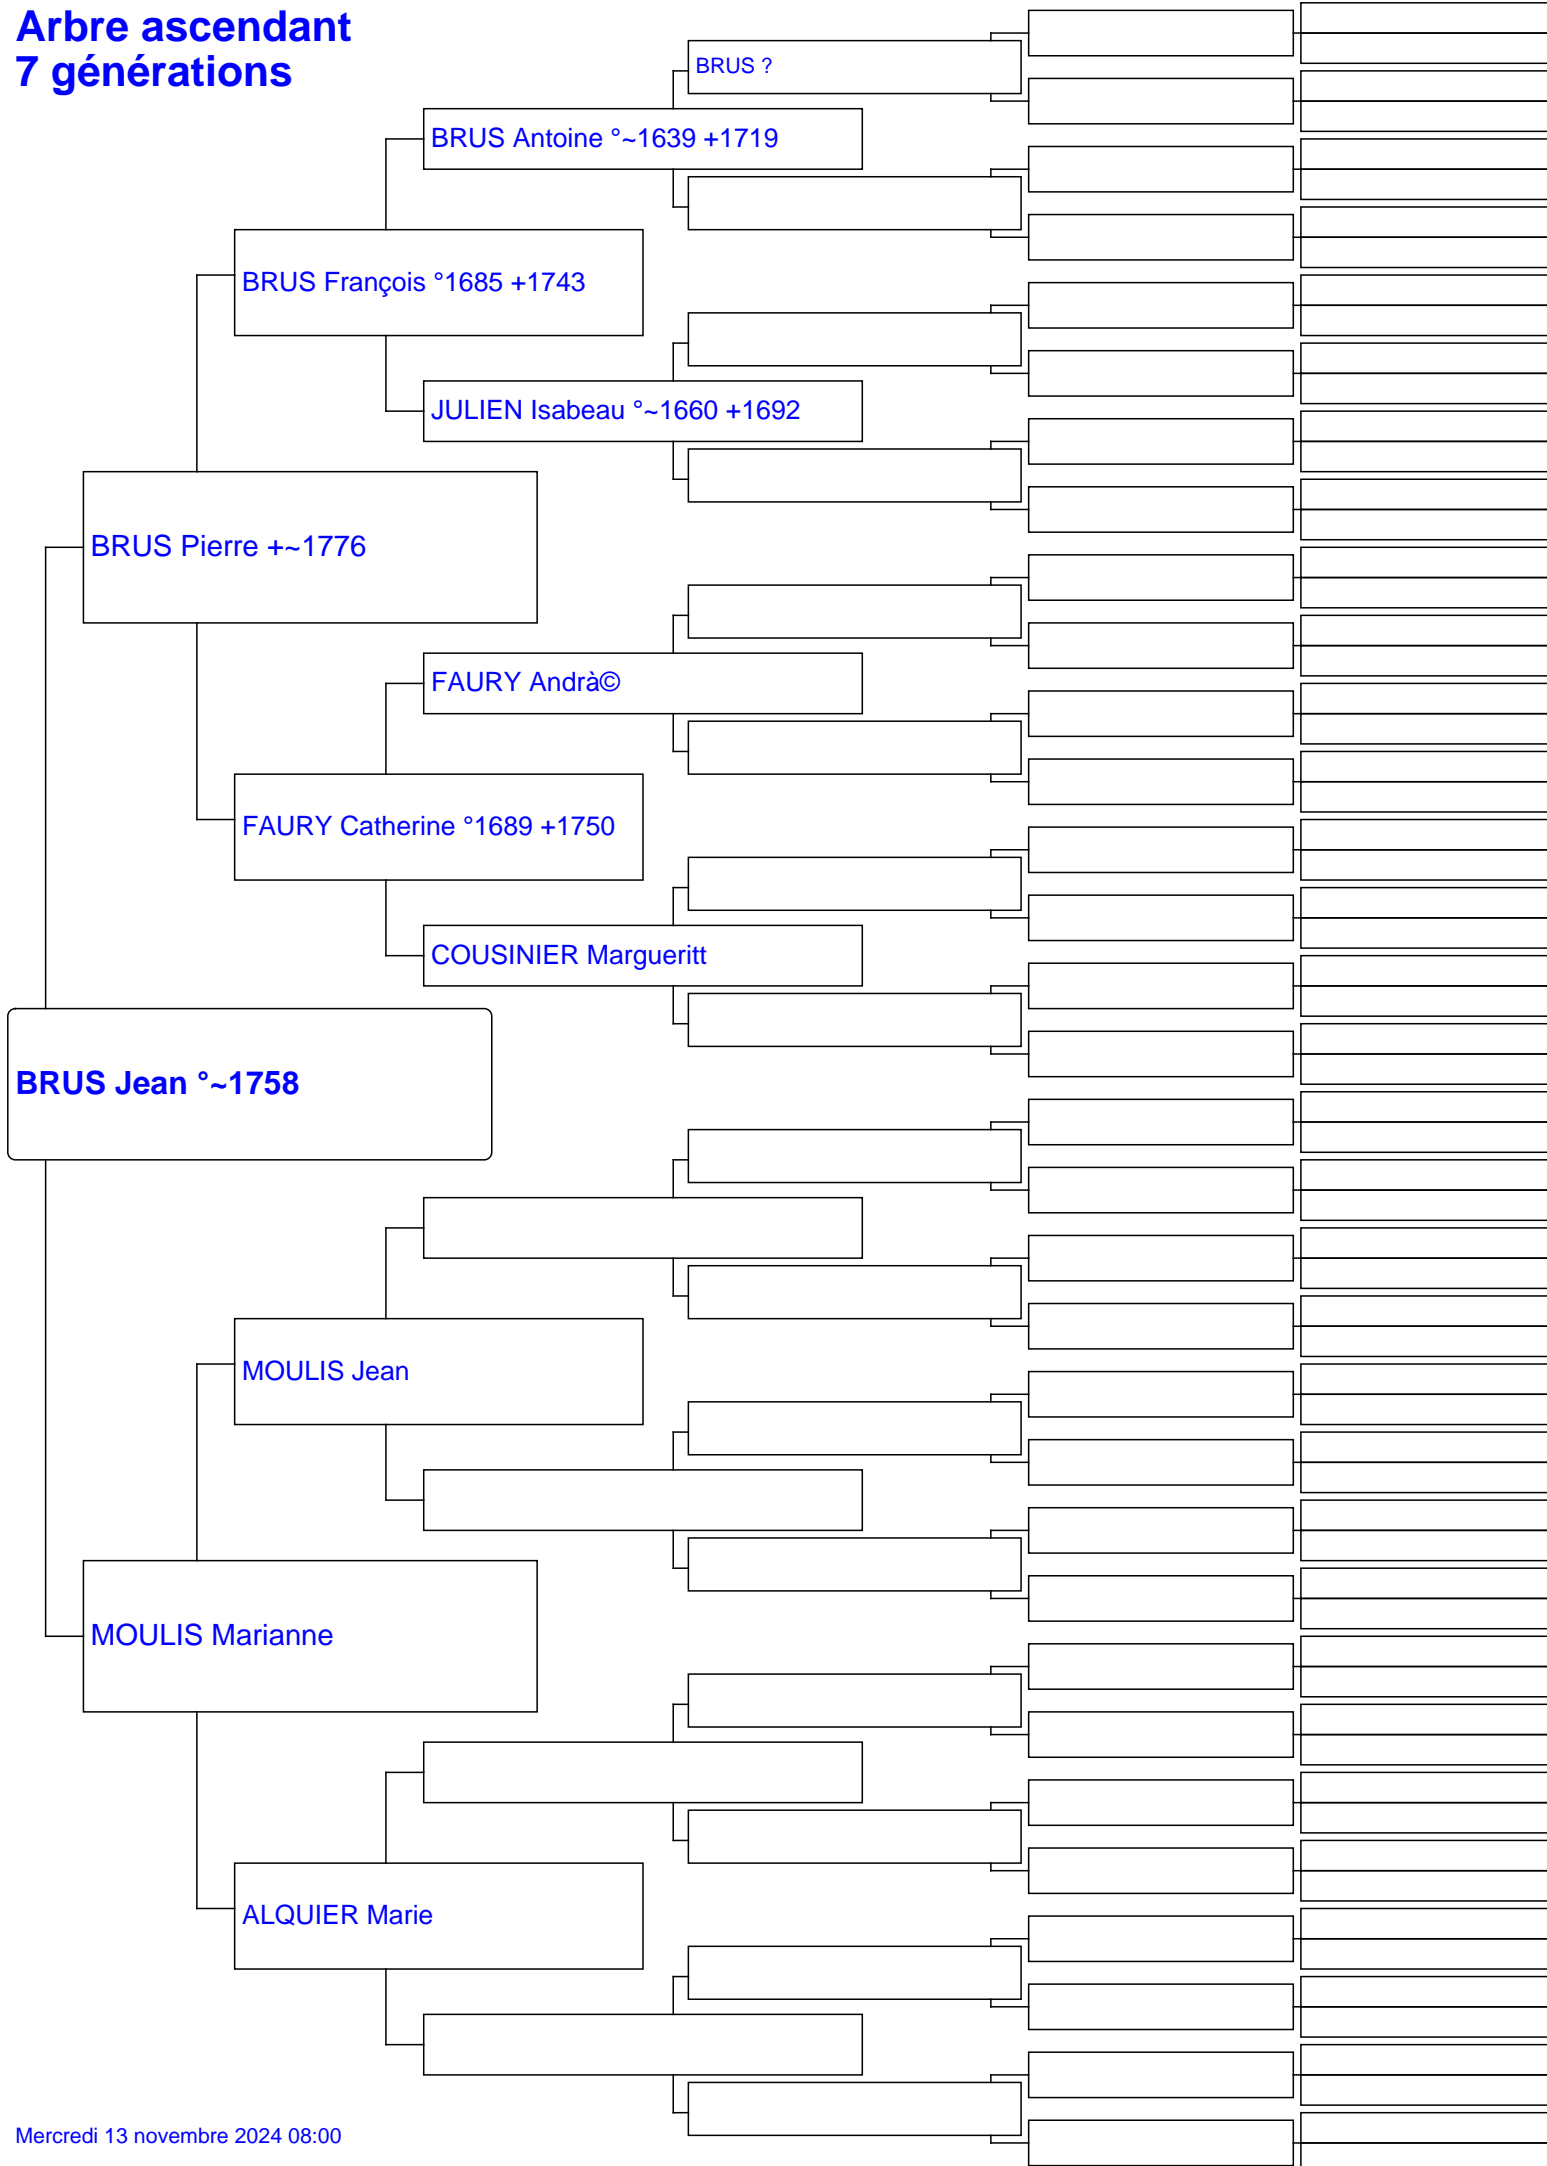 Arbre ascendant
7 générations
BRUS ?
BRUS Antoine °~1639 +1719
BRUS François °1685 +1743
JULIEN Isabeau °~1660 +1692
BRUS Pierre +~1776
FAURY Andrà©
FAURY Catherine °1689 +1750
COUSINIER Margueritt
BRUS Jean °~1758
MOULIS Jean
MOULIS Marianne
ALQUIER Marie
Mercredi 13 novembre 2024 08:00